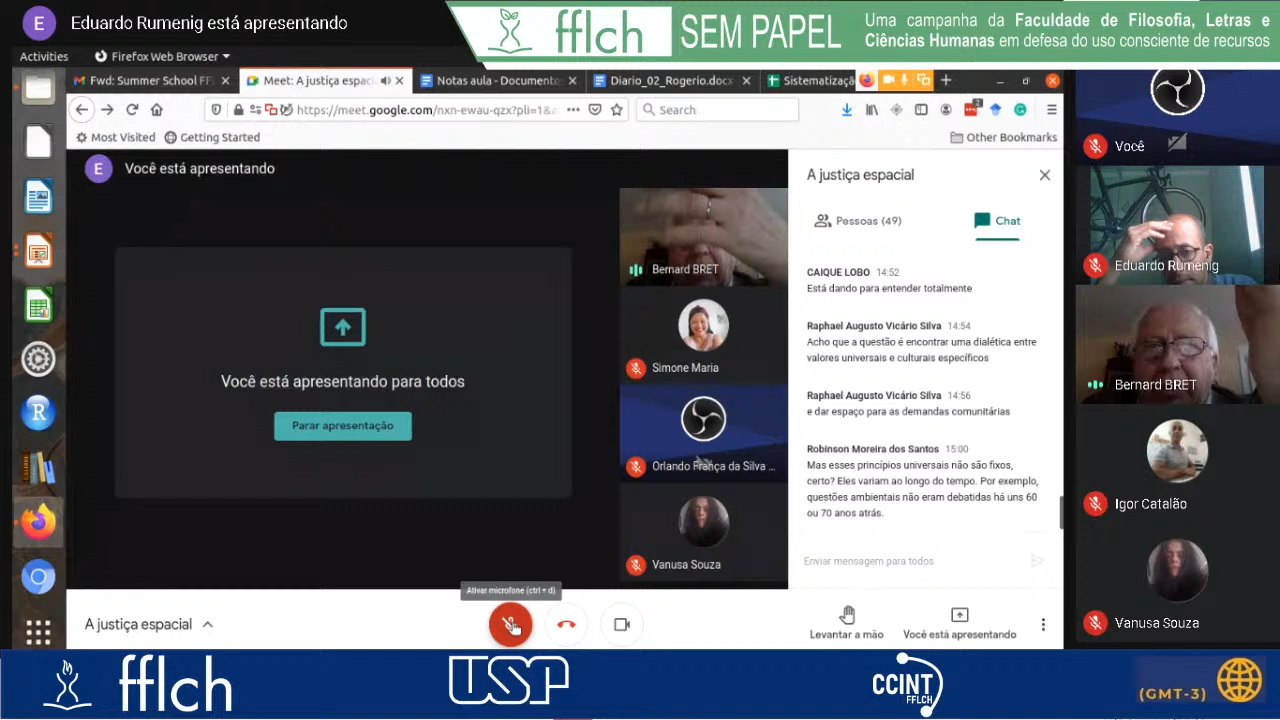 E Eduardo Rumenig está apresentando
fflch SEM PAPEL
Uma campanha da Faculdade de Filosofia, Letras e
Ciências Humanas em defesa do uso consciente de recursos
Activities Firefox Web Browser
Fwd: Summer School FF
Meet: A justiça espaci
Notas aula - Documento
Diario_02_Rogerio.docx
Sistematizaçã
https://meet.google.com/nxn-ewau-qzx?pli=1&a
Search
2
Most Visited Getting Started Other Bookmarks
E Você está apresentando
Você está apresentando para todos
Parar apresentação
Bernard BRET
Simone Maria
Orlando França da Silva ...
Vanusa Souza
A justiça espacial
Pessoas (49) Chat
CAIQUE LOBO 14:52
Está dando para entender totalmente
Raphael Augusto Vicário Silva 14:54
Acho que a questão é encontrar uma dialética entre
valores universais e culturais específicos
Raphael Augusto Vicário Silva 14:56
e dar espaço para as demandas comunitárias
Robinson Moreira dos Santos 15:00
Mas esses princípios universais não são fixos,
certo? Eles variam ao longo do tempo. Por exemplo,
questões ambientais não eram debatidas há uns 60
ou 70 anos atrás.
Enviar mensagem para todos
Ativar microfone (ctrl + d)
A justiça espacial
Levantar a mão Você está apresentando
Você
Eduardo Rumenig
Bernard BRET
Igor Catalão
Vanusa Souza
R
fflch
USP
CCINT
FFLCH
(GMT-3)